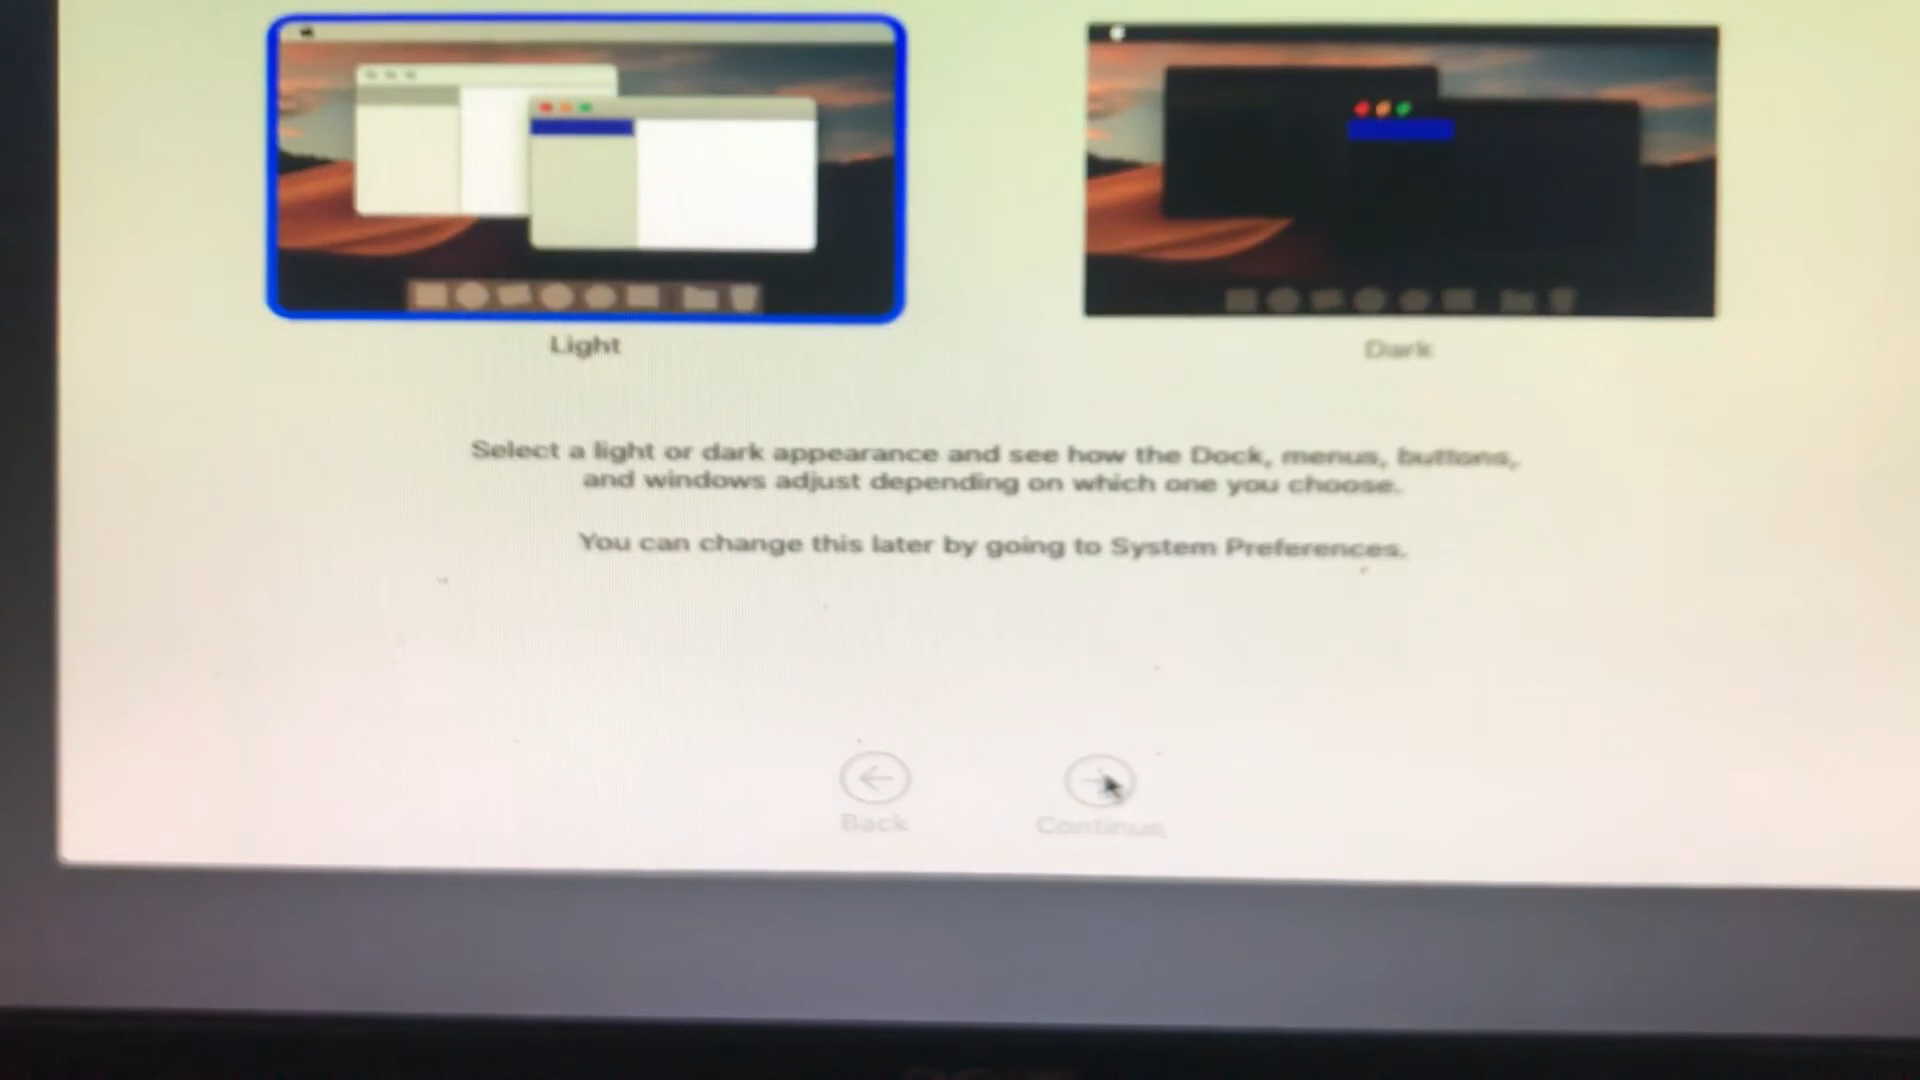 Light
Dark
Select a light or dark appearance and see how the Dock, menus, buttons,
and windows adjust depending on which one you choose.
You can change this later by going to System Preferences.
Back
Continue